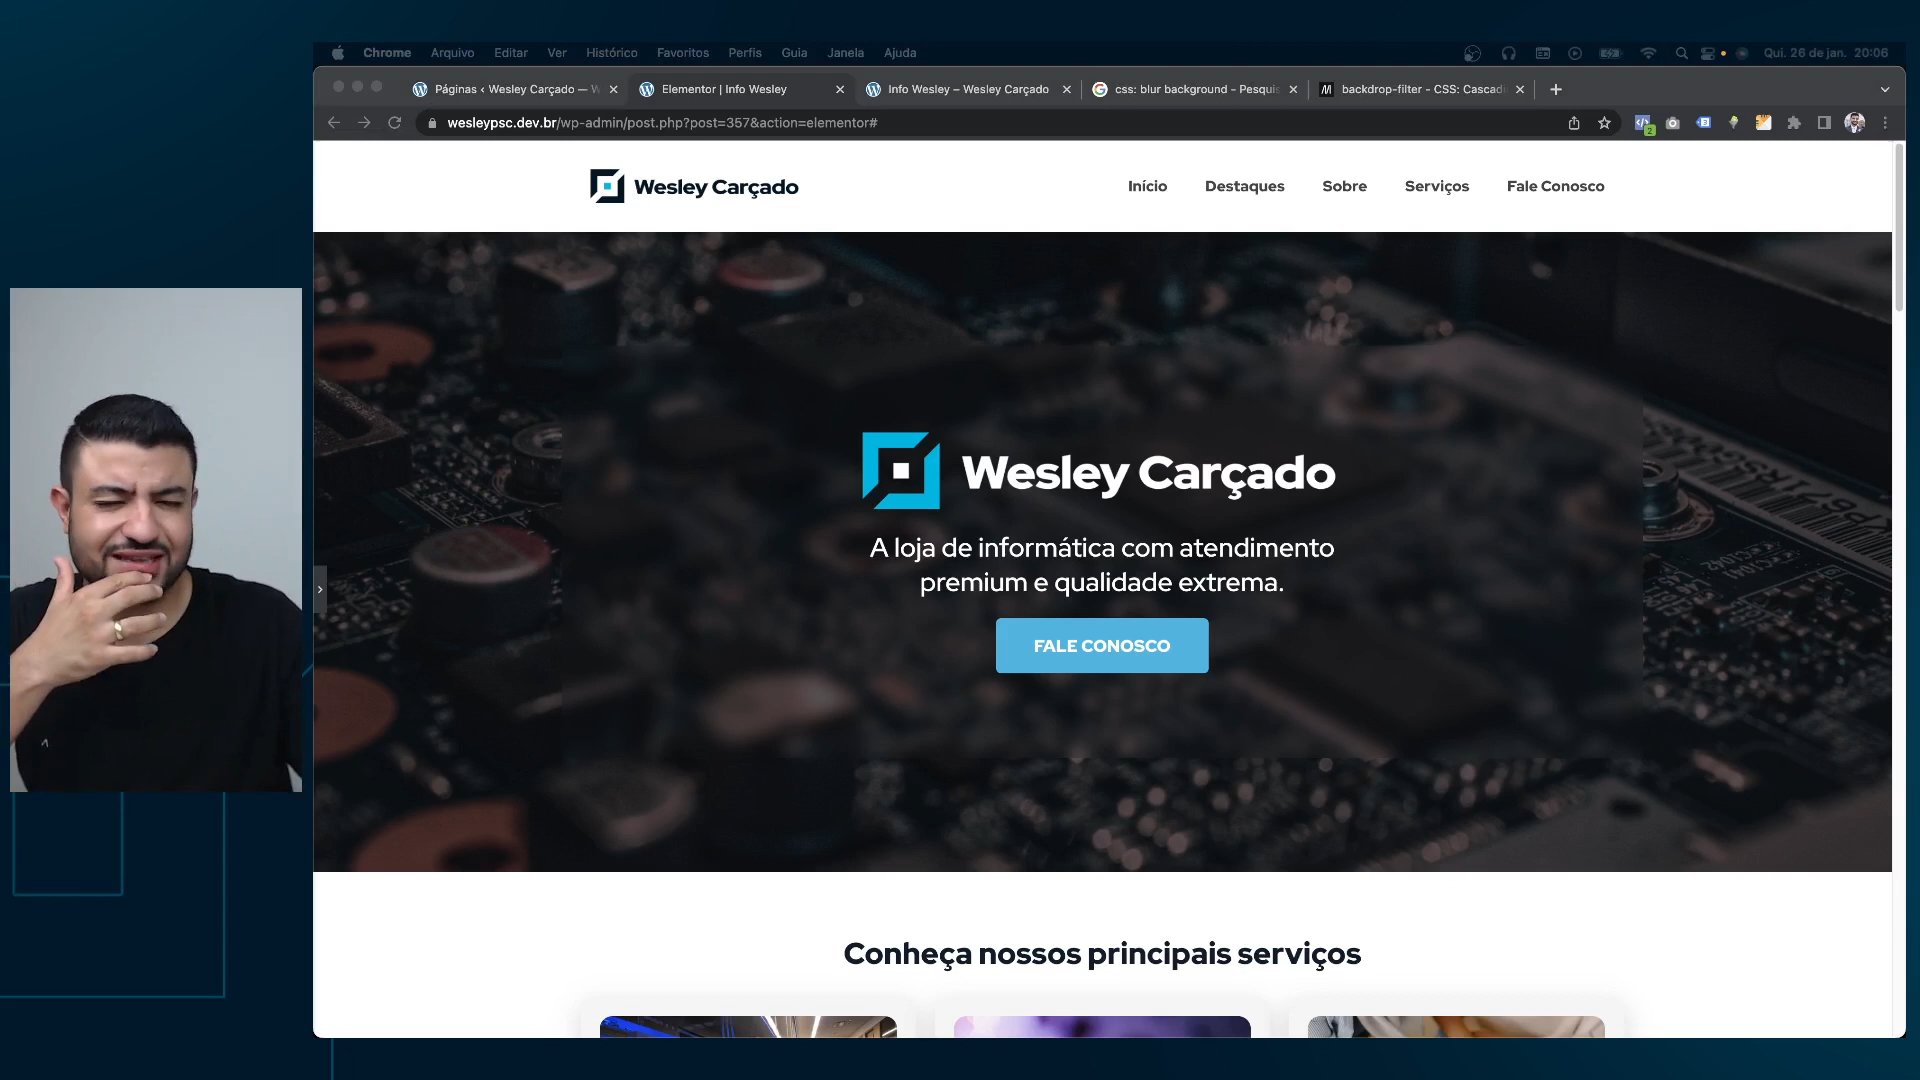 Chrome Arquivo Editar Ver Histórico Favoritos Perfis Guia Janela Ajuda
Qui. 26 de jan. 20:06
Páginas ‹ Wesley Carçado — W
Elementor | Info Wesley
Info Wesley – Wesley Carçado
css: blur background - Pesquis
backdrop-filter - CSS: Cascadi
wesleypsc.dev.br/wp-admin/post.php?post=357&action=elementor#
2
Wesley Carçado
Início Destaques Sobre Serviços Fale Conosco
Wesley Carçado
A loja de informática com atendimento
premium e qualidade extrema.
FALE CONOSCO
Conheça nossos principais serviços